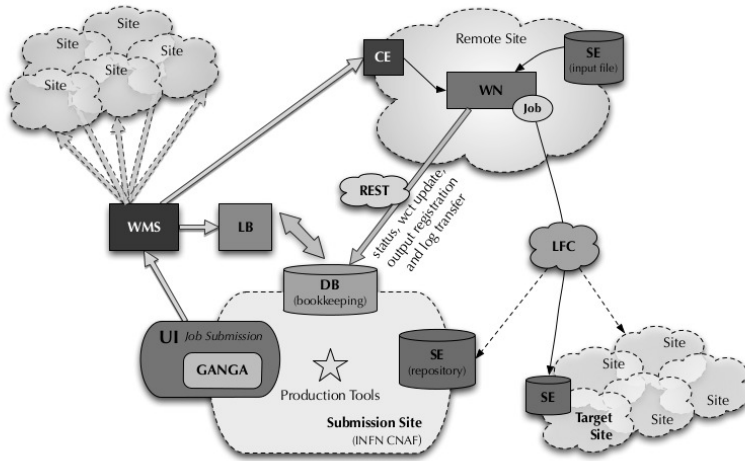 Site
Site
Site
Site
Site
Site
Remote Site
CE
SE
(input file)
WN
Job
REST
WMS
LB
status, wct update,
output registration
and log transfer
LFC
DB
(bookkeeping)
UI Job Submission
GANGA
Production Tools
SE
(repository)
Submission Site
(INFN CNAF)
Site
Site
SE
Target
Site
Site
Site